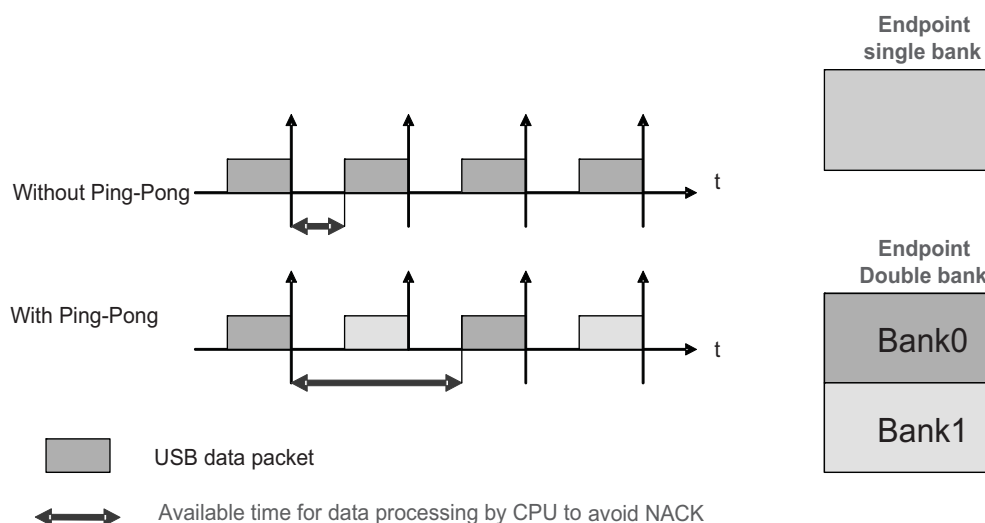 Endpoint
single bank
Without Ping-Pong
t
Endpoint
Double bank
With Ping-Pong
t
Bank0
Bank1
USB data packet
Available time for data processing by CPU to avoid NACK